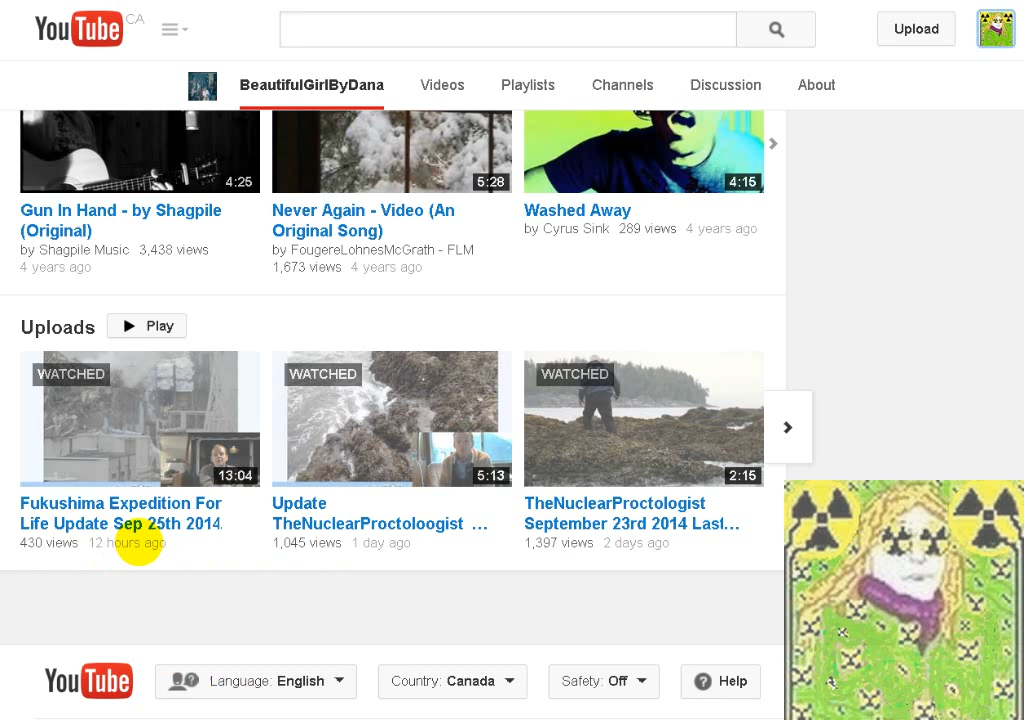 YouTube CA
Upload
BeautifulGirlByDana Videos Playlists Channels Discussion About
4:25
5:28
4:15
Gun In Hand - by Shagpile
(Original)
by Shagpile Music 3,438 views
4 years ago
Never Again - Video (An
Original Song)
by FougereLohnesMcGrath - FLM
1,673 views 4 years ago
Washed Away
by Cyrus Sink 289 views 4 years ago
Uploads Play
WATCHED
13:04
WATCHED
5:13
WATCHED
2:15
Fukushima Expedition For
Life Update Sep 25th 2014.
430 views 12 hours ago
Update
TheNuclearProctoloogist ...
1,045 views 1 day ago
TheNuclearProctologist
September 23rd 2014 Last...
1,397 views 2 days ago
YouTube Language: English Country: Canada Safety: Off Help